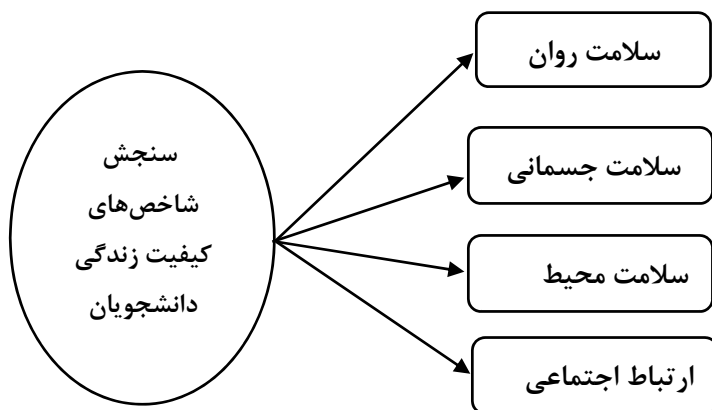 سنجش
شاخص‌های
کیفیت زندگی
دانشجویان
سلامت روان
سلامت جسمانی
سلامت محیط
ارتباط اجتماعی